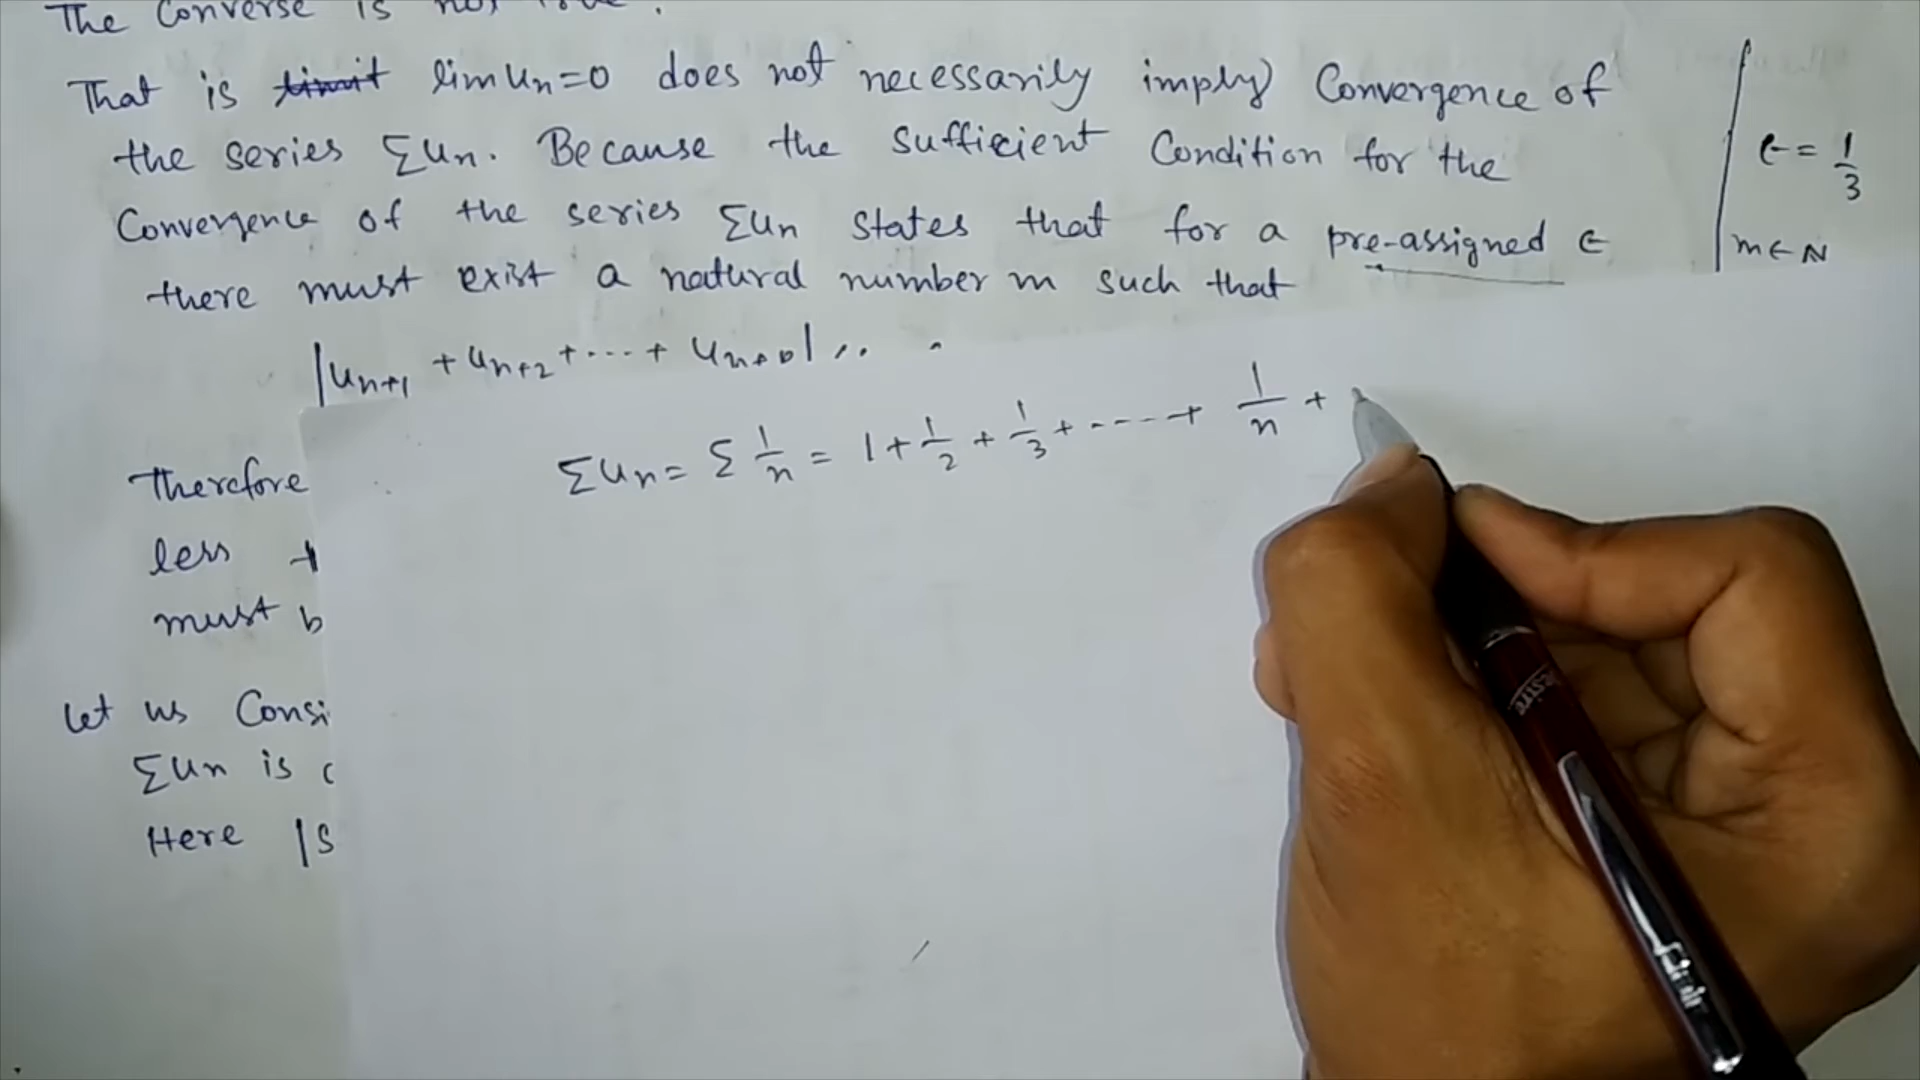 The Converse is not true.
That is limit lim un=0 does not necessarily imply Convergence of
the series Σun. Because the sufficient Condition for the
Convergence of the series Σun states that for a pre-assigned ϵ
there must exist a natural number m such that
|un+1 + un+2 + ... + un+p|
ϵ = 1/3
m ϵ N
Σun = Σ 1/n = 1 + 1/2 + 1/3 + ----+ 1/n +
Therefore
less
must b
Let us Consi
Σun is c
Here |S